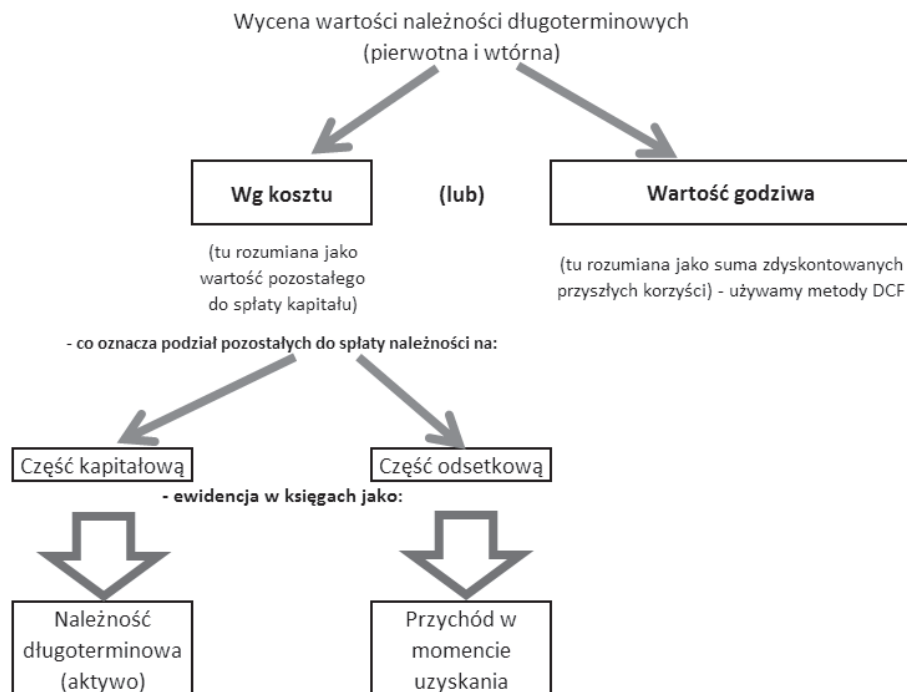 Wycena wartości należności długoterminowych
(pierwotna i wtórna)
Wg kosztu
(lub)
Wartość godziwa
(tu rozumiana jako
wartość pozostałego
do spłaty kapitału)
(tu rozumiana jako suma zdyskontowanych
przyszłych korzyści) - używamy metody DCF
- co oznacza podział pozostałych do spłaty należności na:
Część kapitałową
Część odsetkową
- ewidencja w księgach jako:
Należność
długoterminowa
(aktywo)
Przychód w
momencie
uzyskania